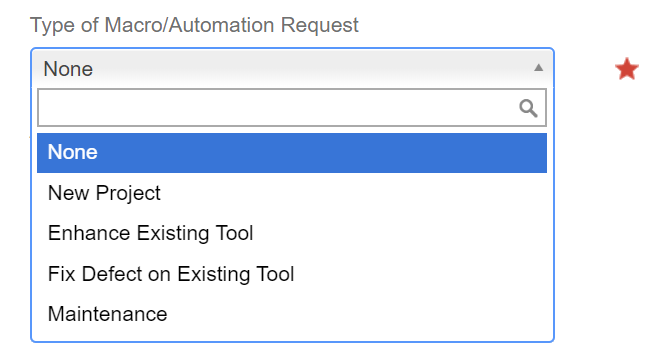 Type of Macro/Automation Request
None
None
New Project
Enhance Existing Tool
Fix Defect on Existing Tool
Maintenance